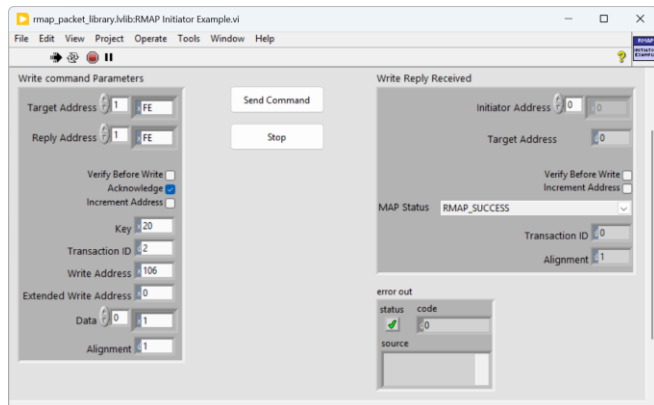 rmap_packet_library.lvlib:RMAP Initiator Example.vi
File Edit View Project Operate Tools Window Help
RMAP
INITIATOR
EXAMPLE
Write command Parameters
Target Address 1 FE
Reply Address 1 FE
Verify Before Write
Acknowledge
Increment Address
Key 20
Transaction ID 2
Write Address 106
Extended Write Address 0
Data 0 1
Alignment 1
Send Command
Stop
Write Reply Received
Initiator Address 0 0
Target Address 0
Verify Before Write
Increment Address
MAP Status RMAP_SUCCESS
Transaction ID 0
Alignment 1
error out
status code
0
source